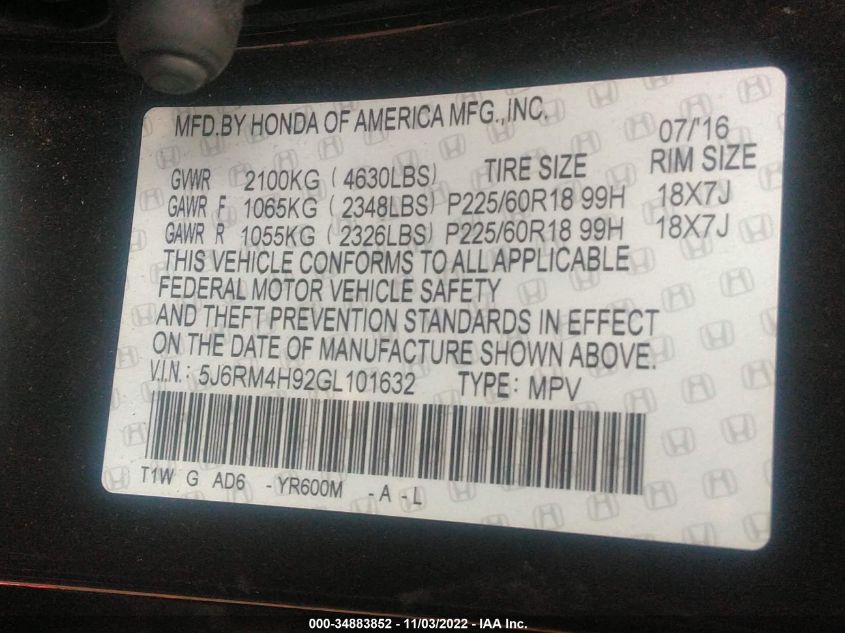 MFD.BY HONDA OF AMERICA MFG.,INC.
07/'16
GVWR 2100KG ( 4630LBS) TIRE SIZE RIM SIZE
GAWR F 1065KG ( 2348LBS) P225/60R18 99H 18X7J
GAWR R 1055KG ( 2326LBS) P225/60R18 99H 18X7J
THIS VEHICLE CONFORMS TO ALL APPLICABLE
FEDERAL MOTOR VEHICLE SAFETY
AND THEFT PREVENTION STANDARDS IN EFFECT
ON THE DATE OF MANUFACTURE SHOWN ABOVE.
V.I.N.: 5J6RM4H92GL101632 TYPE: MPV
T1W G AD6 -YR600M -A-L
000-34883852 - 11/03/2022 - IAA Inc.